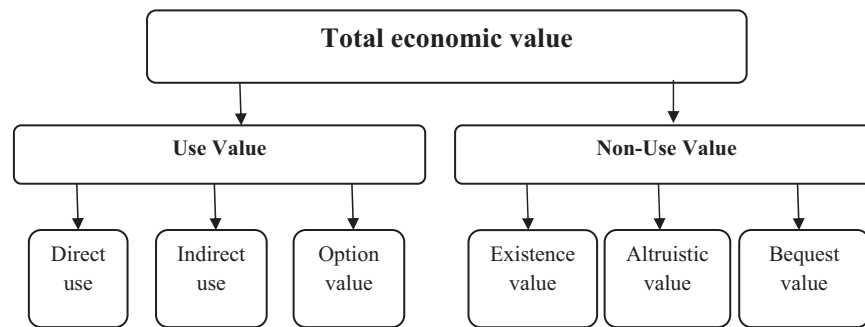 Total economic value
Use Value
Non-Use Value
Direct
use
Indirect
use
Option
value
Existence
value
Altruistic
value
Bequest
value